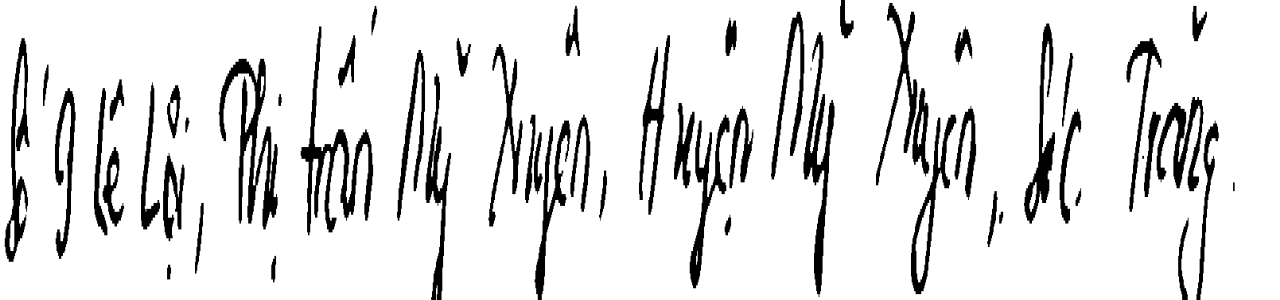 Số 9 Lê Lợi, Thị trấn Mỹ Xuyên, Huyện Mỹ Xuyên, Sóc Trăng.